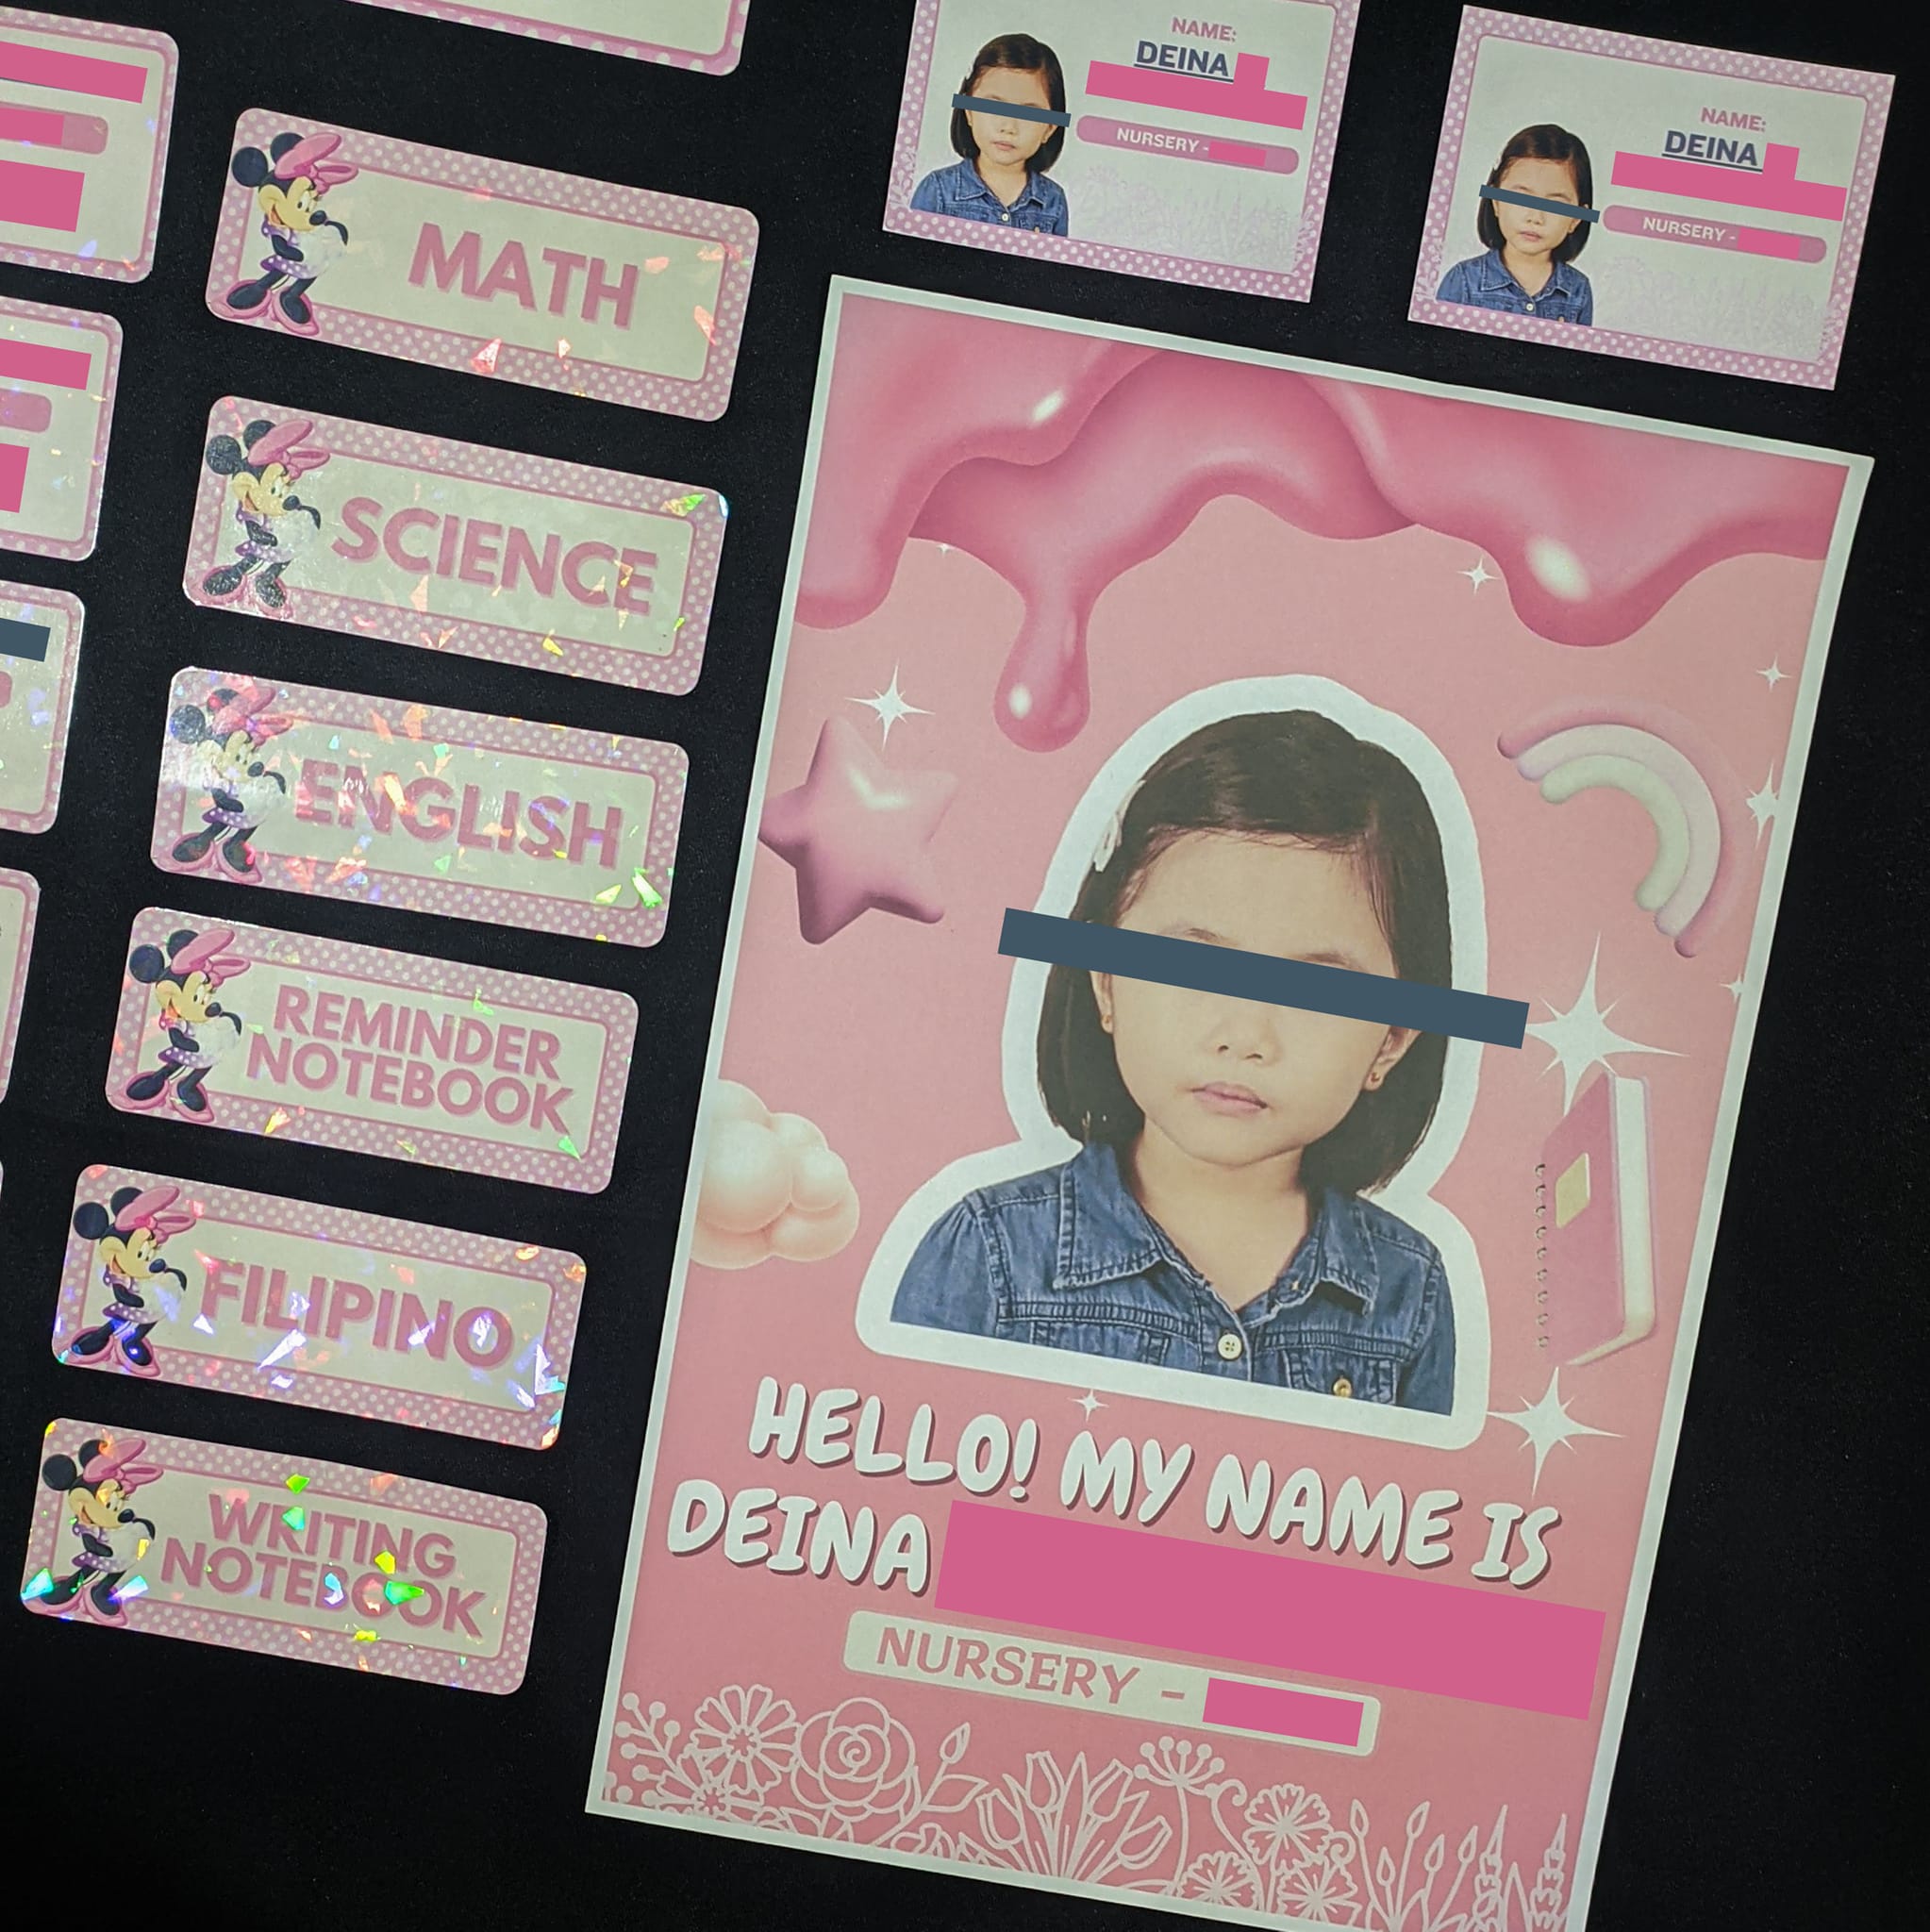 MATH
SCIENCE
ENGLISH
REMINDER
NOTEBOOK
FILIPINO
WRITING
NOTEBOOK
NAME:
DEINA
NURSERY -
NAME:
DEINA
NURSERY -
HELLO! MY NAME IS
DEINA
NURSERY -